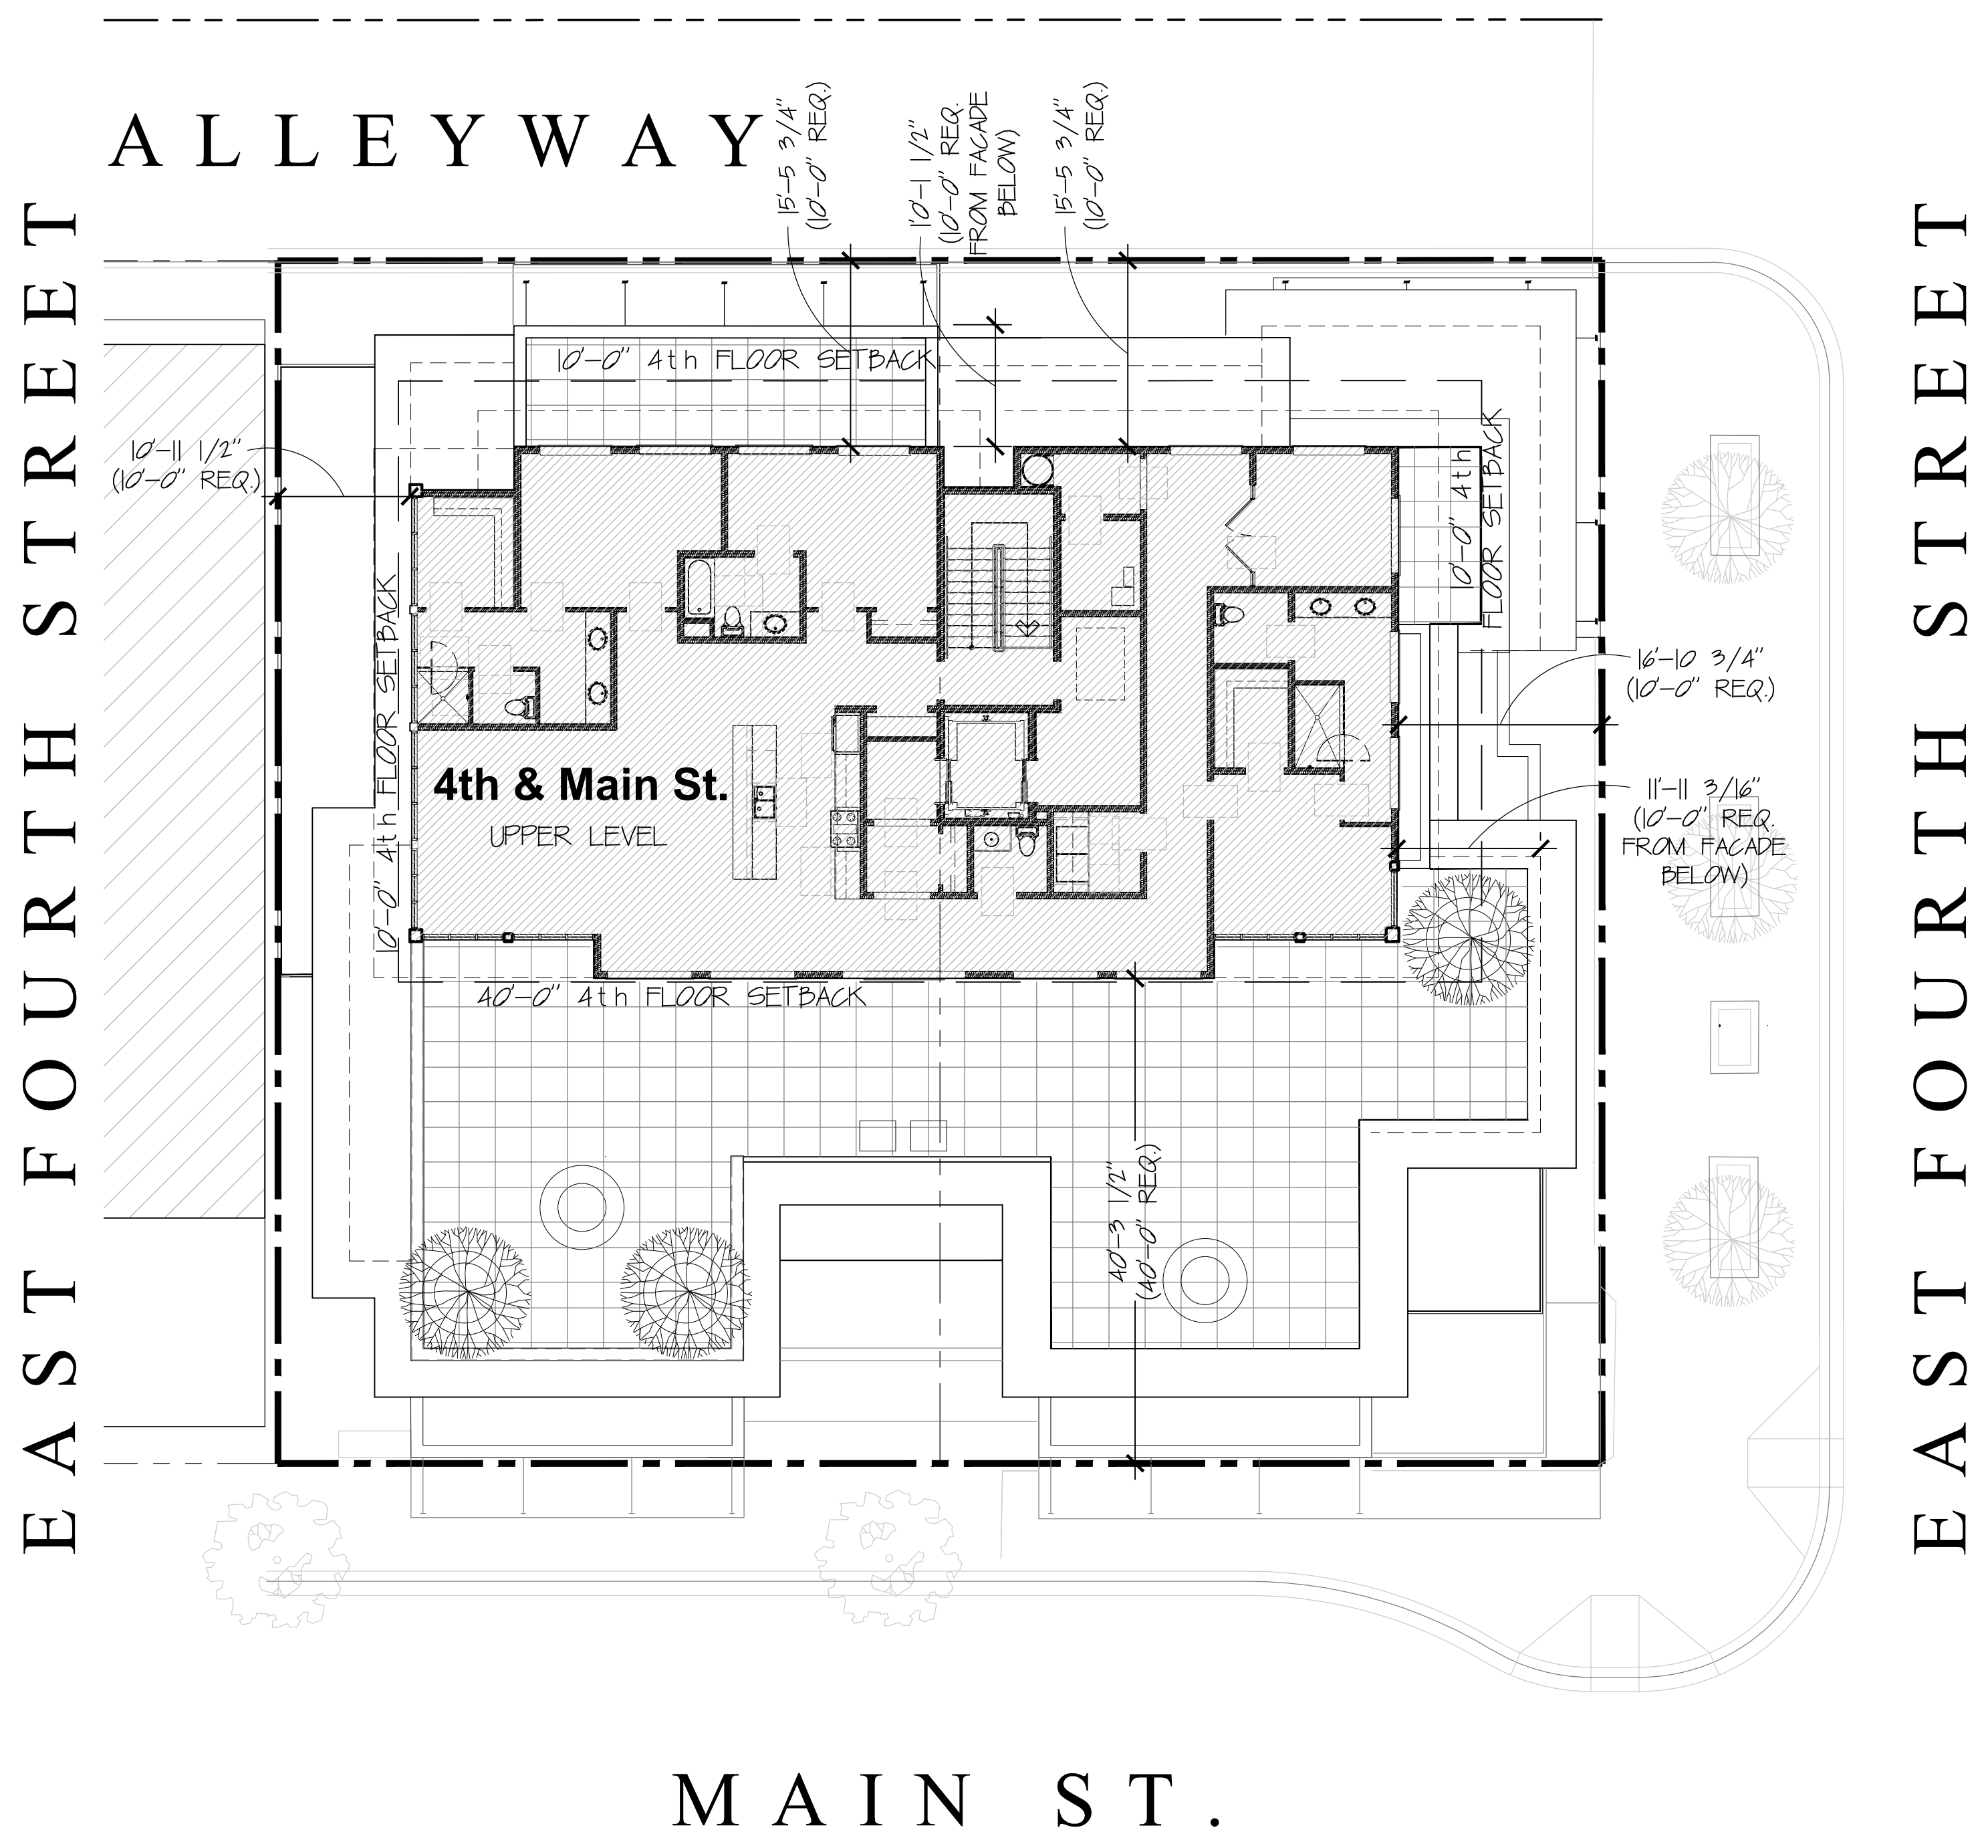 ALLEYWAY
15'-5 3/4"
(10'-0" REQ.)
1'0'-1 1/2"
(10'-0" REQ.
FROM FACADE
BELOW)
15'-5 3/4"
(10'-0" REQ.)
EAST FOURTH STREET
EAST FOURTH STREET
10'-0" 4th FLOOR SETBACK
10'-11 1/2"
(10'-0" REQ.)
10'-0" 4th
FLOOR SETBACK
10'-0" 4th FLOOR SETBACK
16'-10 3/4"
(10'-0" REQ.)
4th & Main St.
UPPER LEVEL
11'-11 3/16"
(10'-0" REQ.
FROM FACADE
BELOW)
40'-0" 4th FLOOR SETBACK
40'-3 1/2"
(40'-0" REQ.)
MAIN ST.